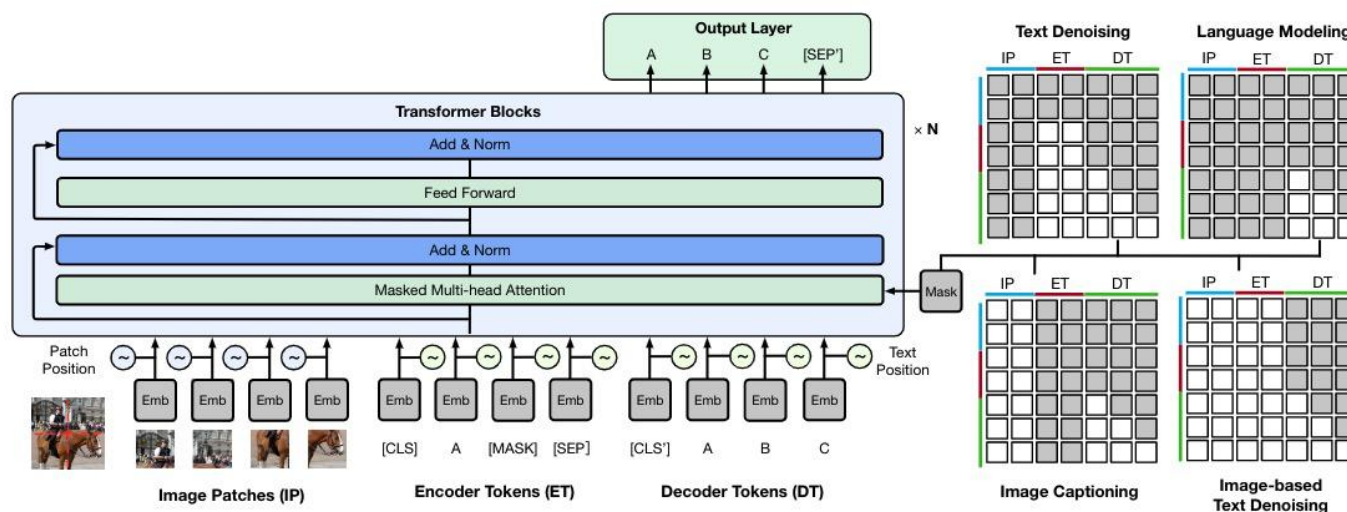 Output Layer
A B C [SEP']
Transformer Blocks
× N
Add & Norm
Feed Forward
Add & Norm
Masked Multi-head Attention
Mask
Patch
Position
~ ~ ~ ~
~ ~ ~ ~
~ ~ ~ ~
Text
Position
Emb Emb Emb Emb
Emb Emb Emb Emb
Emb Emb Emb Emb
[CLS] A [MASK] [SEP]
[CLS'] A B C
Image Patches (IP)
Encoder Tokens (ET)
Decoder Tokens (DT)
Text Denoising
IP ET DT
Language Modeling
IP ET DT
IP ET DT
Image Captioning
IP ET DT
Image-based
Text Denoising